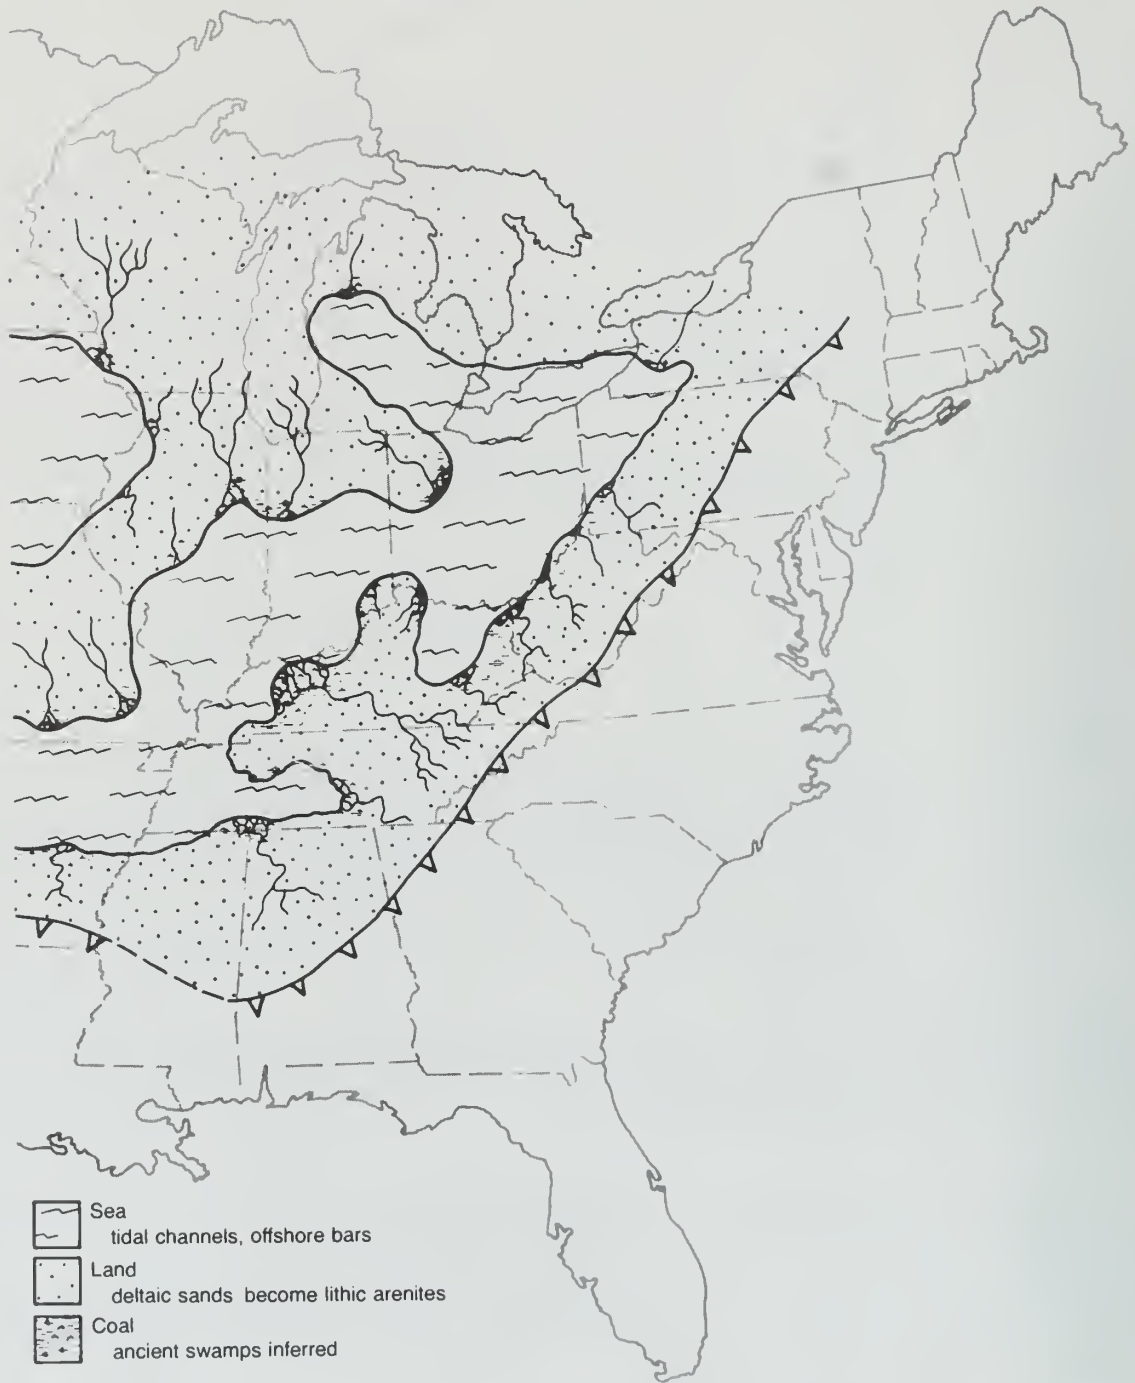 Sea
tidal channels, offshore bars
Land
deltaic sands become lithic arenites
Coal
ancient swamps inferred